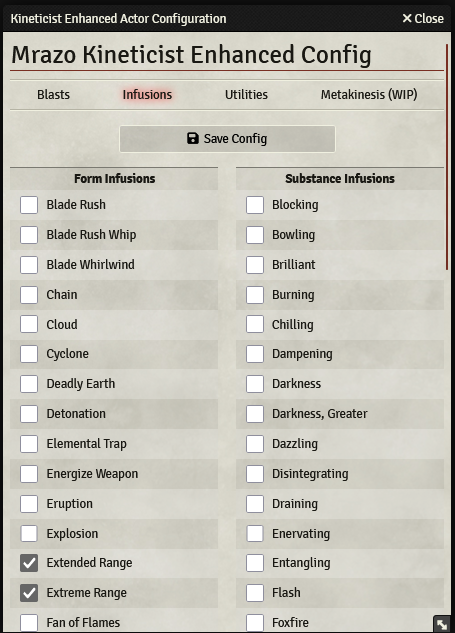 Kineticist Enhanced Actor Configuration
Close
Mrazo Kineticist Enhanced Config
Blasts Infusions Utilities Metakinesis (WIP)
Save Config
Form Infusions
Blade Rush
Blade Rush Whip
Blade Whirlwind
Chain
Cloud
Cyclone
Deadly Earth
Detonation
Elemental Trap
Energize Weapon
Eruption
Explosion
Extended Range
Extreme Range
Fan of Flames
Substance Infusions
Blocking
Bowling
Brilliant
Burning
Chilling
Dampening
Darkness
Darkness, Greater
Dazzling
Disintegrating
Draining
Enervating
Entangling
Flash
Foxfire